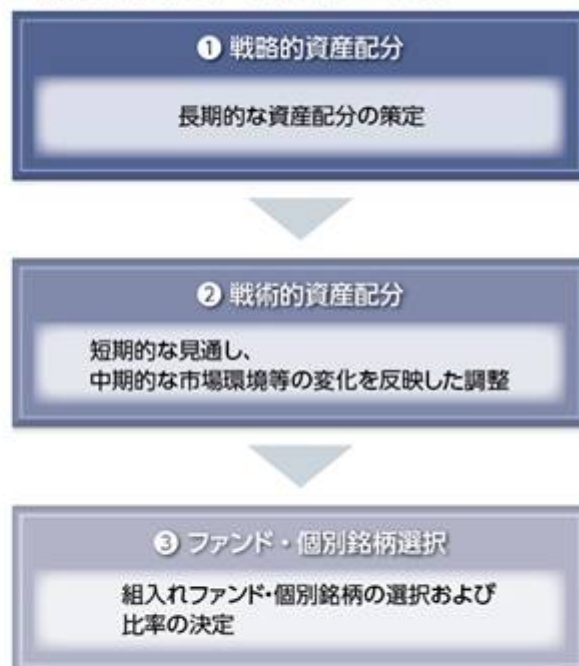 ❶ 戦略的資産配分
長期的な資産配分の策定
❷ 戦術的資産配分
短期的な見通し、
中期的な市場環境等の変化を反映した調整
❸ ファンド・個別銘柄選択
組入れファンド・個別銘柄の選択および
比率の決定